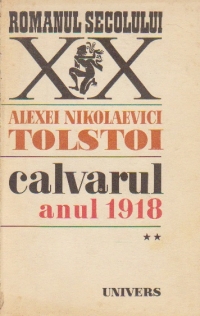 ROMANUL SECOLULUI
XX
ALEXEI NIKOLAEVICI
TOLSTOI
calvarul
anul 1918
**
UNIVERS